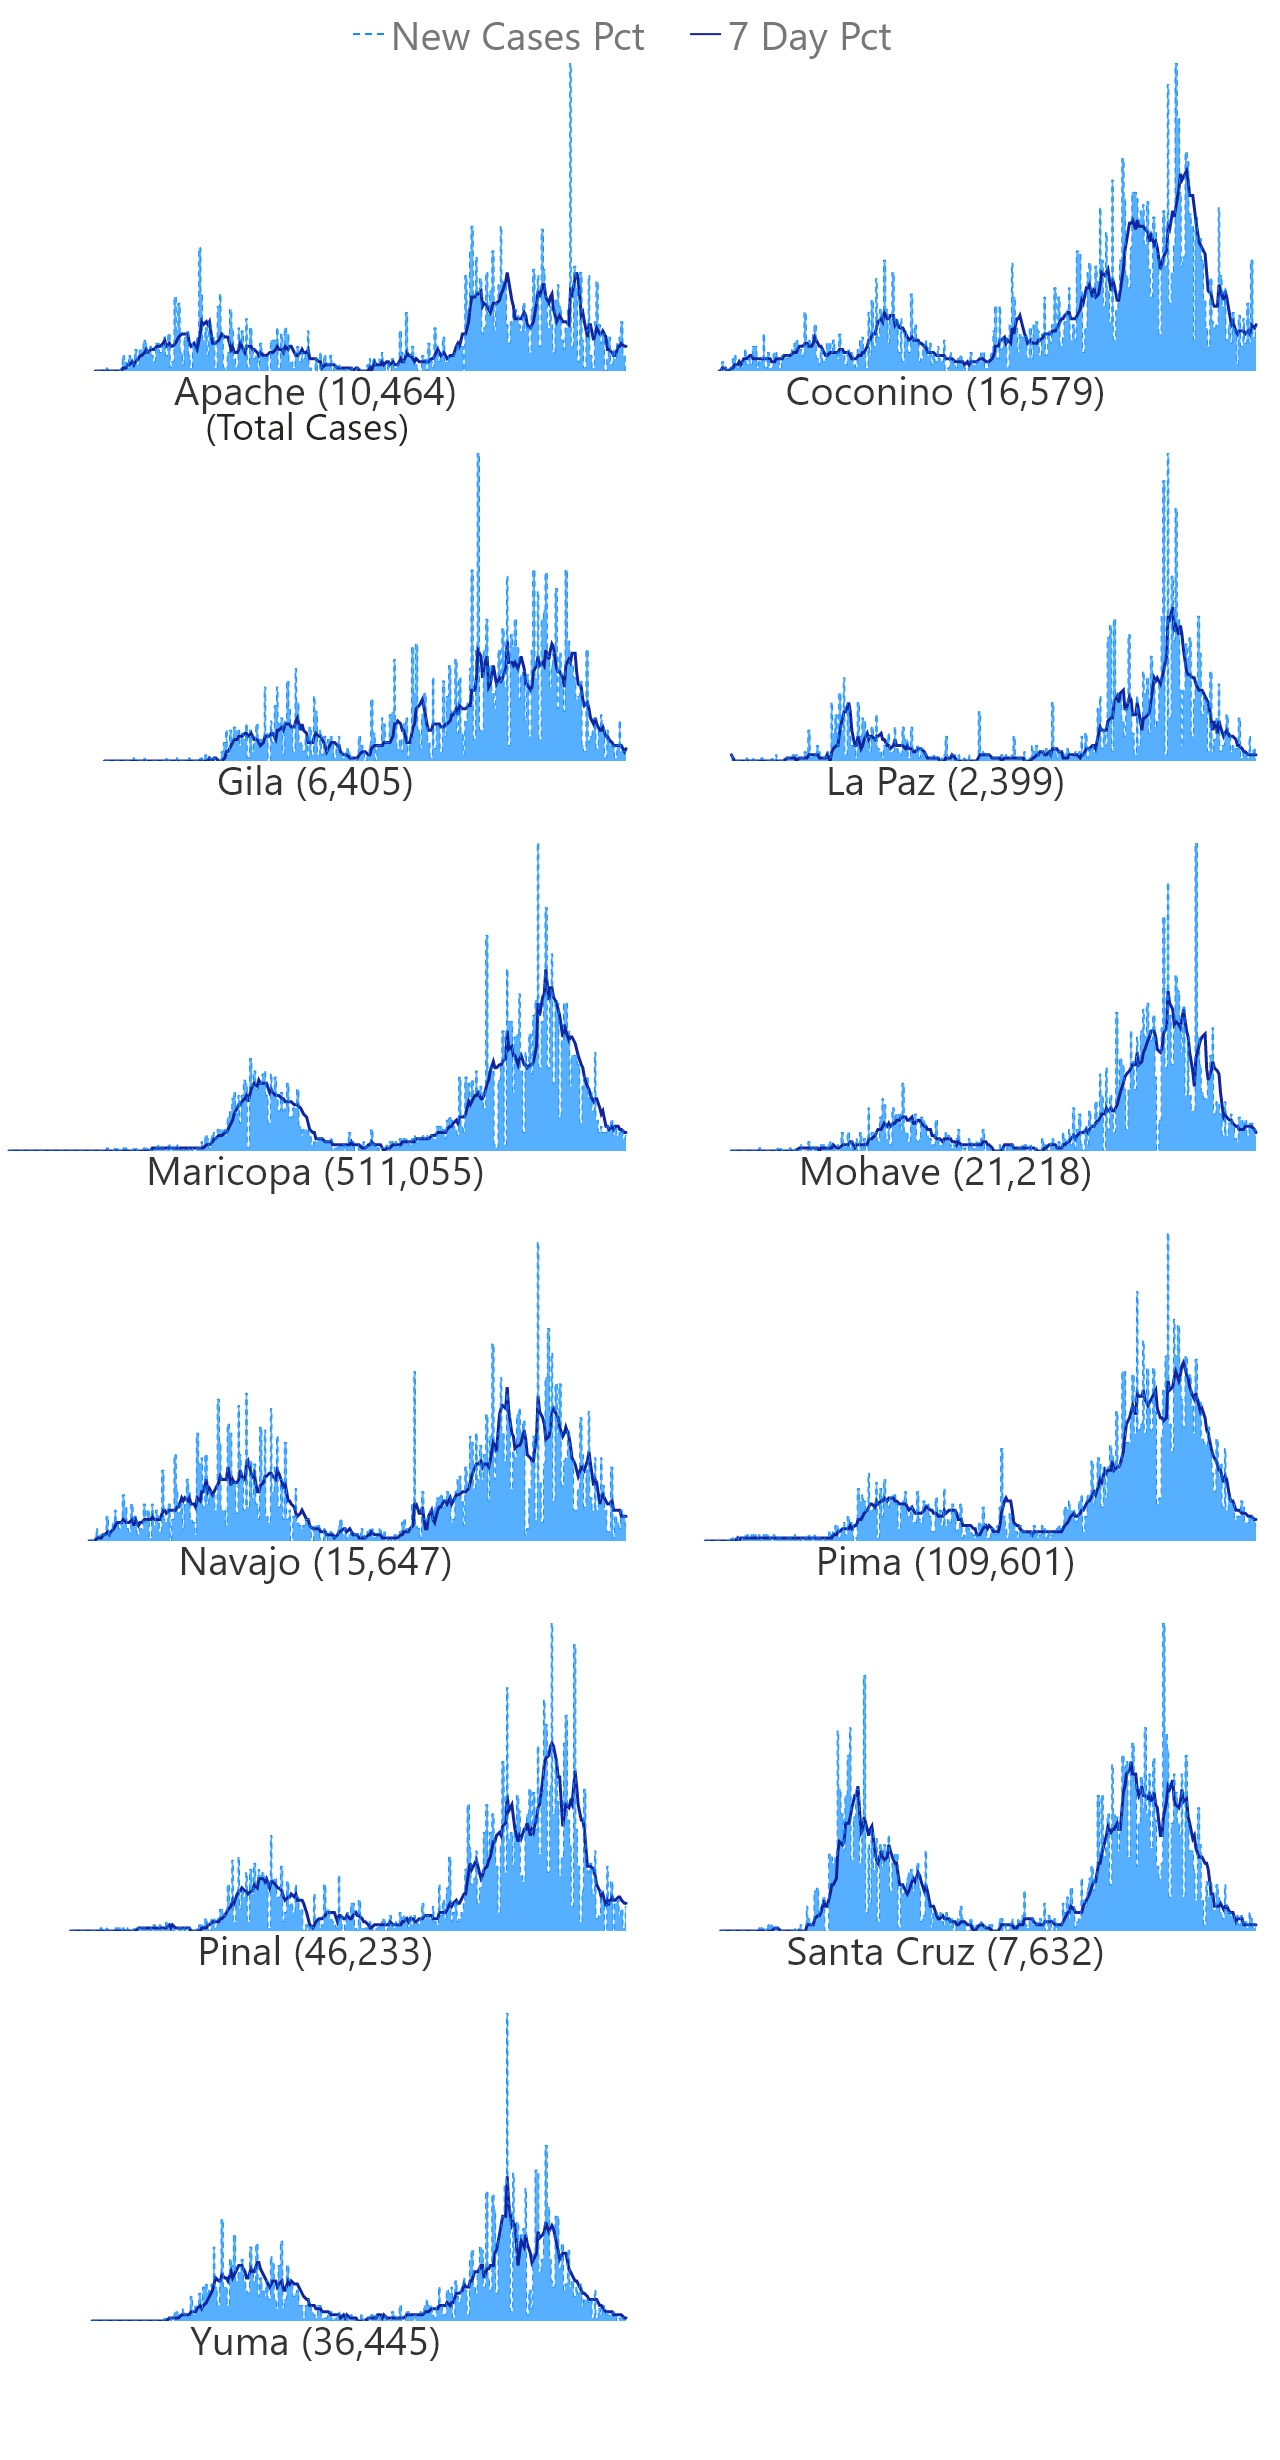 New Cases Pct 7 Day Pct
Apache (10,464) Coconino (16,579)
(Total Cases)
Gila (6,405) La Paz (2,399)
Maricopa (511,055) Mohave (21,218)
Navajo (15,647) Pima (109,601)
Pinal (46,233) Santa Cruz (7,632)
Yuma (36,445)